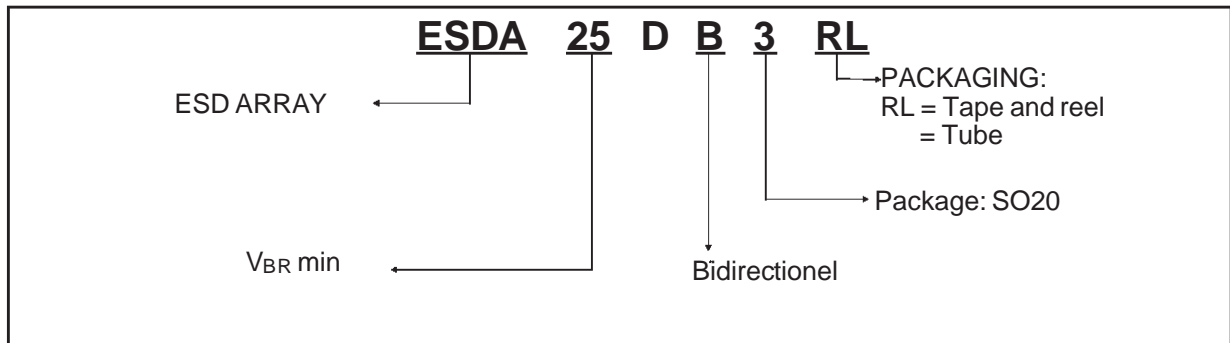 ESDA 25 D B 3 RL
PACKAGING:
RL = Tape and reel
= Tube
ESD ARRAY
Package: SO20
VBR min
Bidirectionel